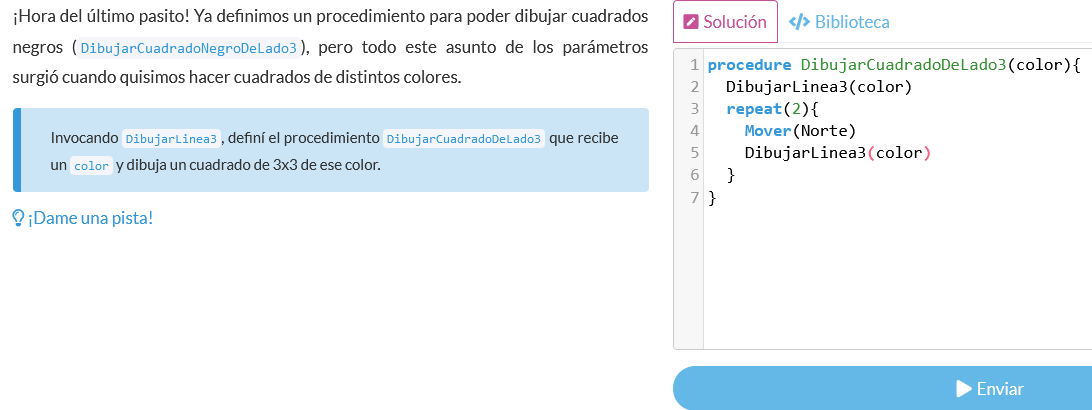 ¡Hora del último pasito! Ya definimos un procedimiento para poder dibujar cuadrados
negros (DibujarCuadradoNegroDeLado3), pero todo este asunto de los parámetros
surgió cuando quisimos hacer cuadrados de distintos colores.
Invocando DibujarLinea3, definí el procedimiento DibujarCuadradoDeLado3 que recibe
un color y dibuja un cuadrado de 3x3 de ese color.
¡Dame una pista!
Solución
Biblioteca
1 procedure DibujarCuadradoDeLado3(color){
2   DibujarLinea3(color)
3   repeat(2){
4     Mover(Norte)
5     DibujarLinea3(color)
6   }
7 }
Enviar